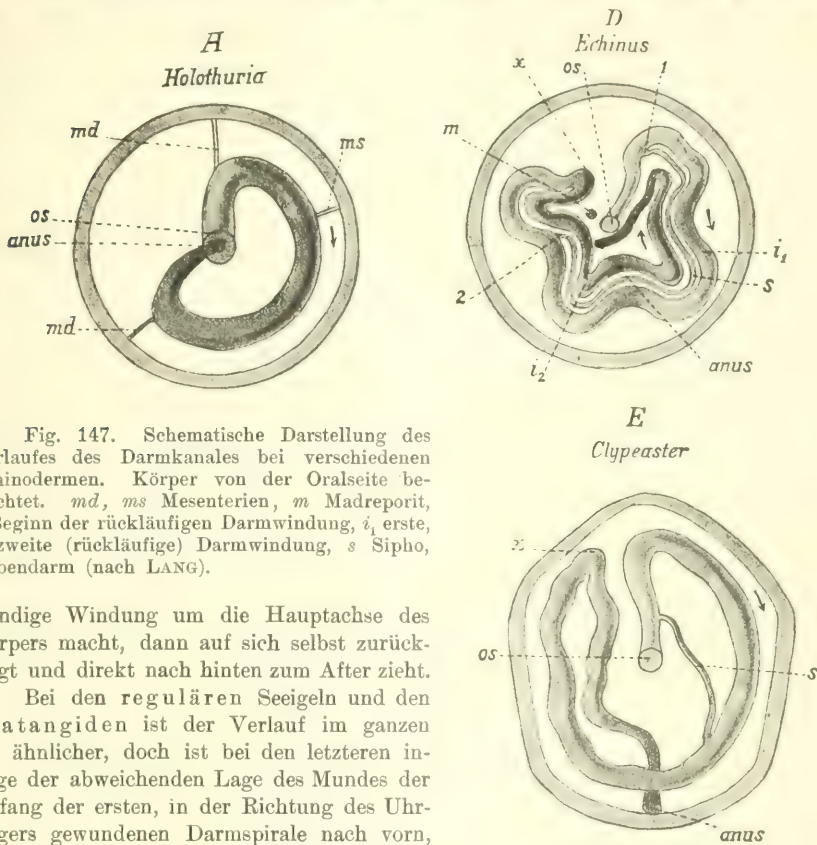 A
Holothuria
md
ms
os
anus
md
D
Echinus
x
os
1
m
i₁
s
2
i₂
anus
Fig. 147. Schematische Darstellung des
rlaufes des Darmkanales bei verschiedenen
inodermen. Körper von der Oralseite be-
chtet. md, ms Mesenterien, m Madreporit,
Beginn der rückläufigen Darmwindung, i₁ erste,
zweite (rückläufige) Darmwindung, s Sipho,
bendarm (nach LANG).
ndige Windung um die Hauptachse des
rpers macht, dann auf sich selbst zurück-
gt und direkt nach hinten zum After zieht.
Bei den regulären Seeigeln und den
atangiden ist der Verlauf im ganzen
ähnlicher, doch ist bei den letzteren in-
ge der abweichenden Lage des Mundes der
fang der ersten, in der Richtung des Uhr-
gers gewundenen Darmspirale nach vorn,
E
Clypeaster
x
os
s
anus